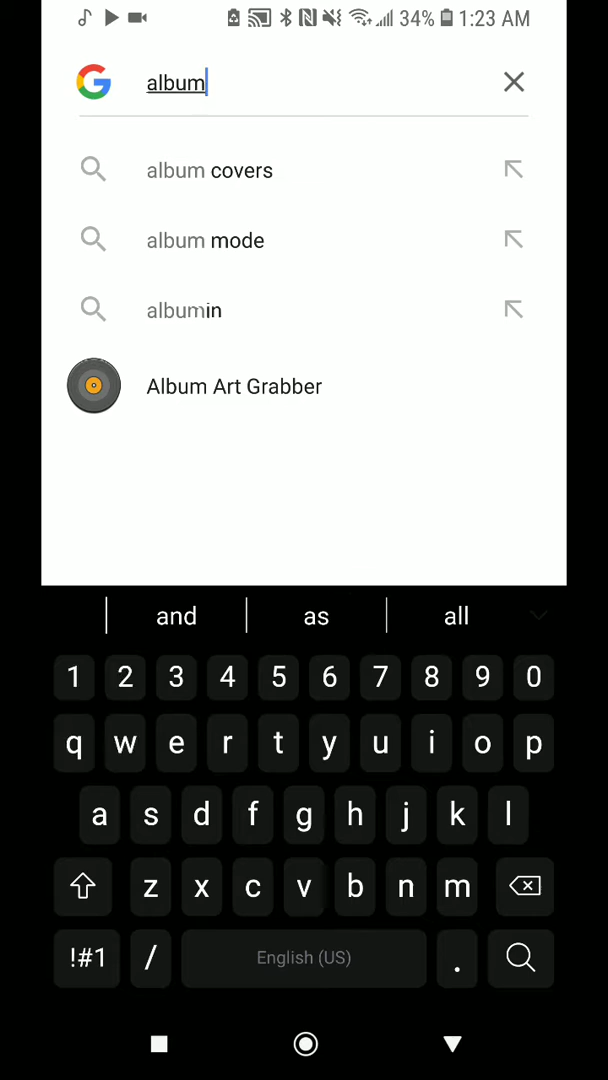 34% 1:23 AM
album
album covers
album mode
albumin
Album Art Grabber
and as all
1 2 3 4 5 6 7 8 9 0
q w e r t y u i o p
a s d f g h j k l
z x c v b n m
!#1 / English (US) .